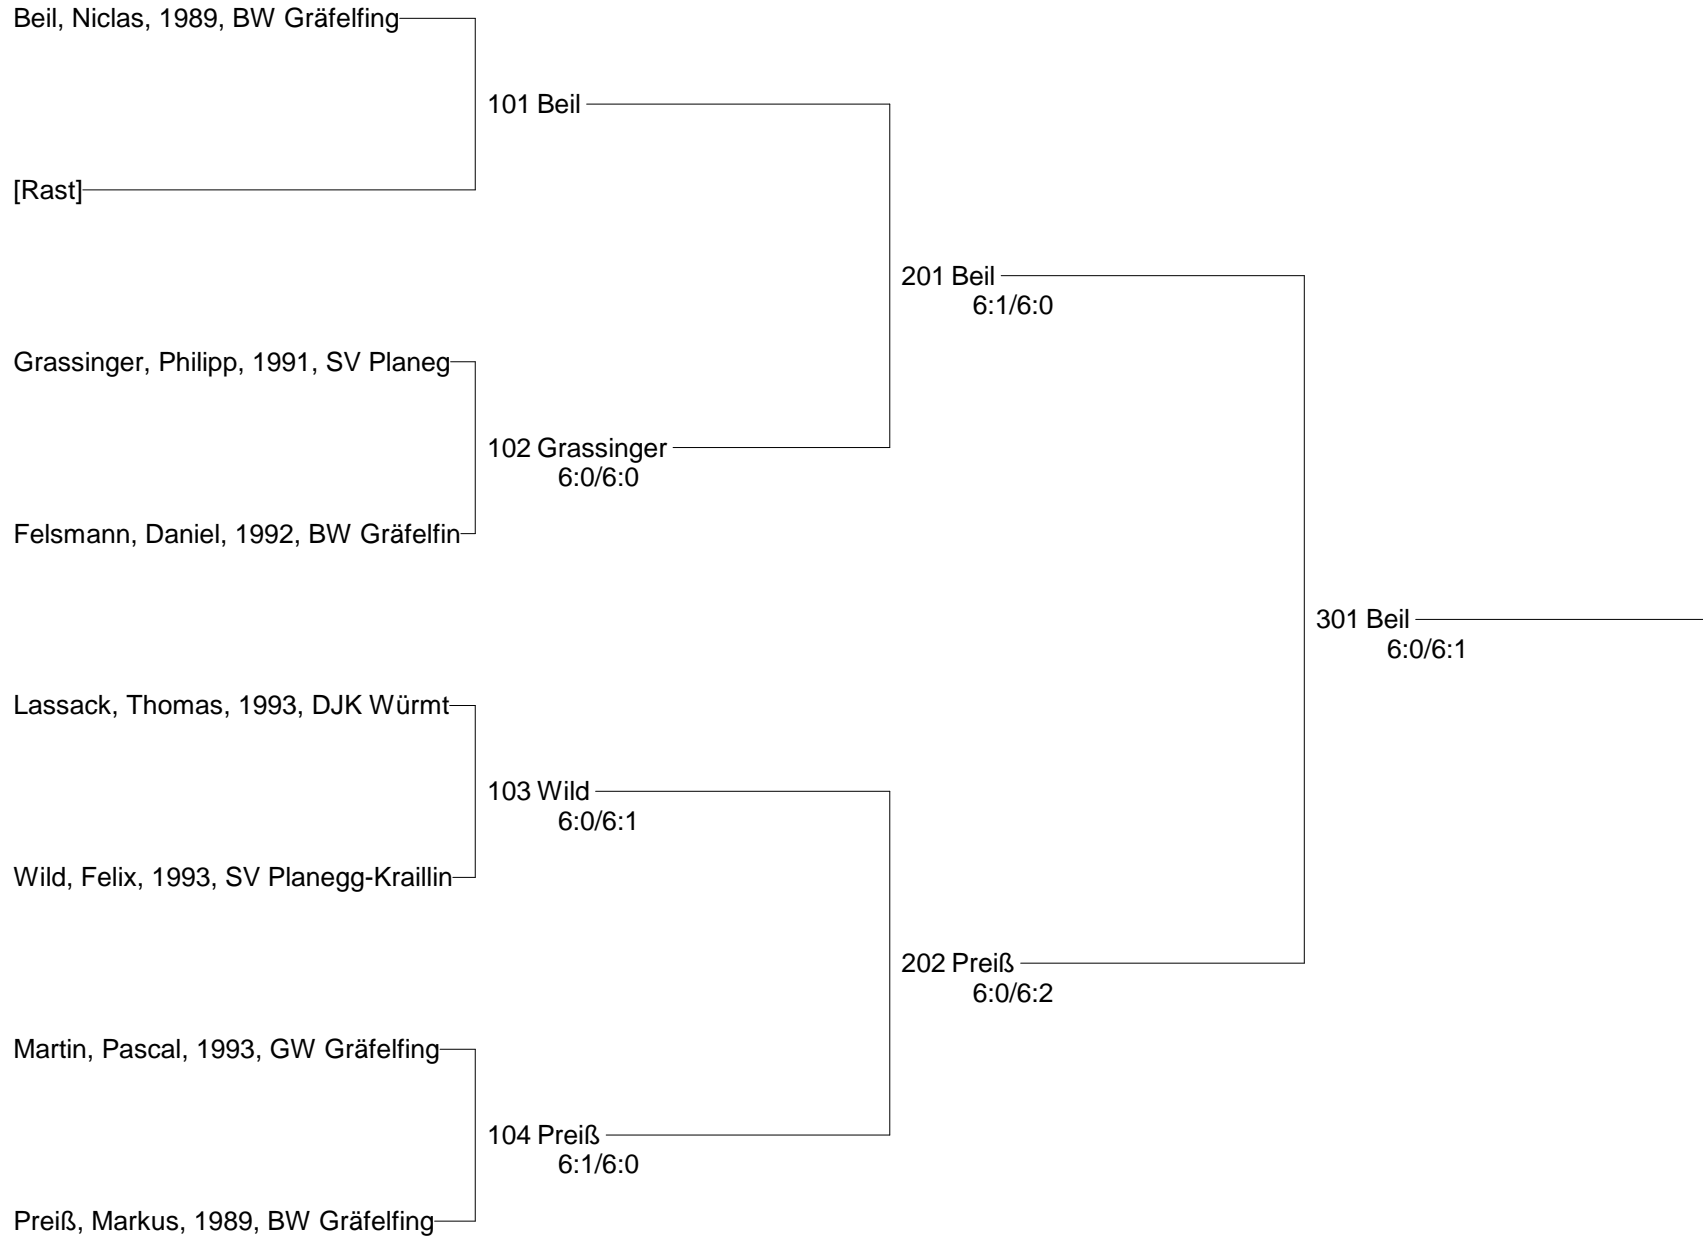 Beil, Niclas, 1989, BW Gräfelfing
101 Beil
[Rast]
201 Beil
6:1/6:0
Grassinger, Philipp, 1991, SV Planeg
102 Grassinger
6:0/6:0
Felsmann, Daniel, 1992, BW Gräfelfin
301 Beil
6:0/6:1
Lassack, Thomas, 1993, DJK Würmt
103 Wild
6:0/6:1
Wild, Felix, 1993, SV Planegg-Kraillin
202 Preiß
6:0/6:2
Martin, Pascal, 1993, GW Gräfelfing
104 Preiß
6:1/6:0
Preiß, Markus, 1989, BW Gräfelfing